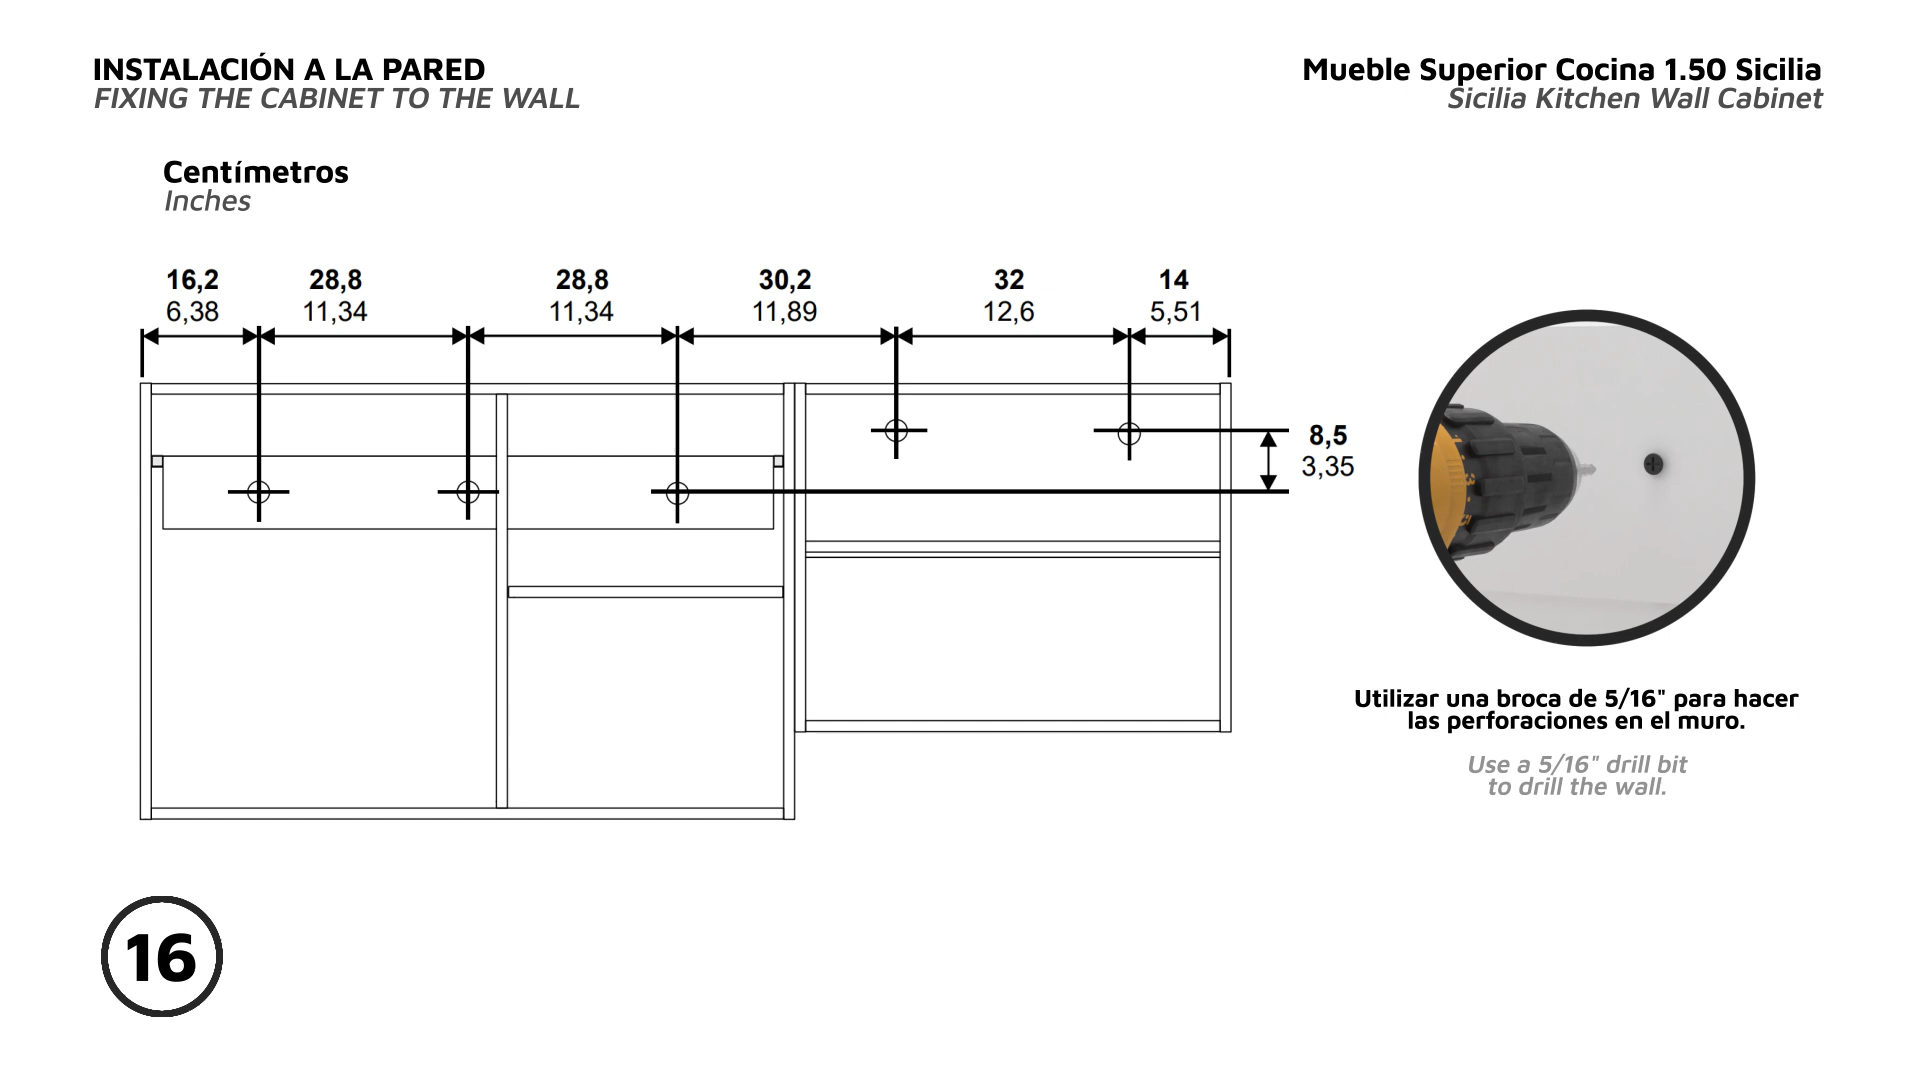 INSTALACIÓN A LA PARED
FIXING THE CABINET TO THE WALL
Mueble Superior Cocina 1.50 Sicilia
Sicilia Kitchen Wall Cabinet
Centímetros
Inches
16,2 28,8 28,8 30,2 32 14
6,38 11,34 11,34 11,89 12,6 5,51
8,5
3,35
Utilizar una broca de 5/16" para hacer
las perforaciones en el muro.
Use a 5/16" drill bit
to drill the wall.
16